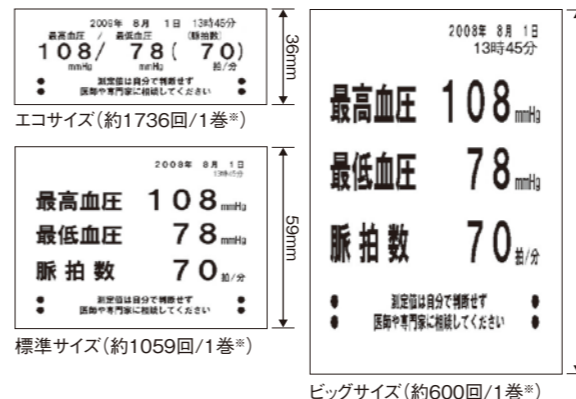 2008年 8月 1日 13時45分
最高血圧 / 最低血圧 (脈拍数)
108/ 78( 70)
mmHg mmHg 拍/分
● 測定値は自分で判断せず ●
● 医師や専門家に相談してください ●
36mm
エコサイズ(約1736回/1巻※)
2008年 8月 1日
13時45分
最高血圧 108mmHg
最低血圧 78mmHg
脈拍数 70拍/分
● 測定値は自分で判断せず ●
● 医師や専門家に相談してください ●
59mm
標準サイズ(約1059回/1巻※)
2008年 8月 1日
13時45分
最高血圧 108mmHg
最低血圧 78mmHg
脈拍数 70拍/分
● 測定値は自分で判断せず ●
● 医師や専門家に相談してください ●
ビッグサイズ(約600回/1巻※)